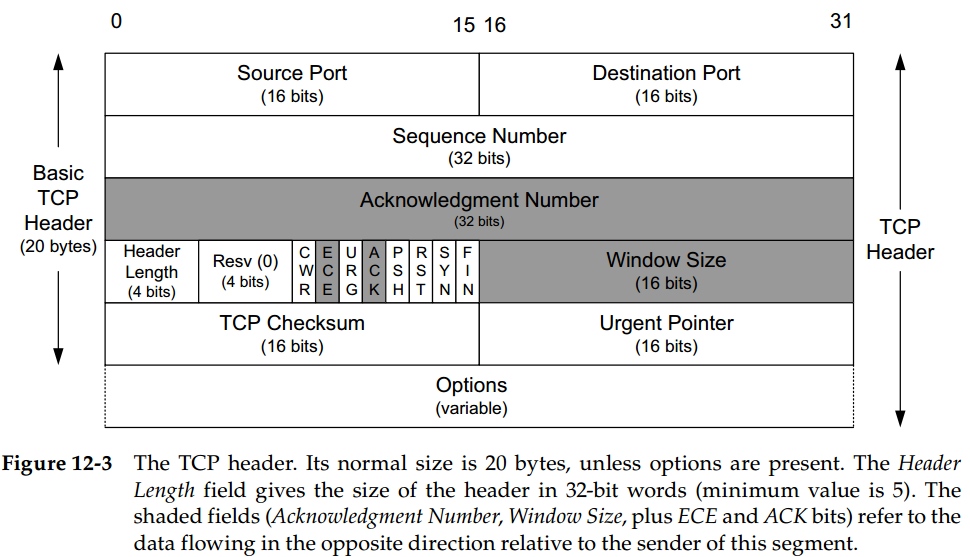 0 15 16 31
Source Port Destination Port
(16 bits) (16 bits)
Sequence Number
(32 bits)
Acknowledgment Number
(32 bits)
Basic
TCP
Header
(20 bytes)
TCP
Header
Header
Length
(4 bits)
Resv (0)
(4 bits)
CWR
ECE
URG
ACK
PSH
RST
SYN
FIN
Window Size
(16 bits)
TCP Checksum Urgent Pointer
(16 bits) (16 bits)
Options
(variable)
Figure 12-3 The TCP header. Its normal size is 20 bytes, unless options are present. The Header
Length field gives the size of the header in 32-bit words (minimum value is 5). The
shaded fields (Acknowledgment Number, Window Size, plus ECE and ACK bits) refer to the
data flowing in the opposite direction relative to the sender of this segment.